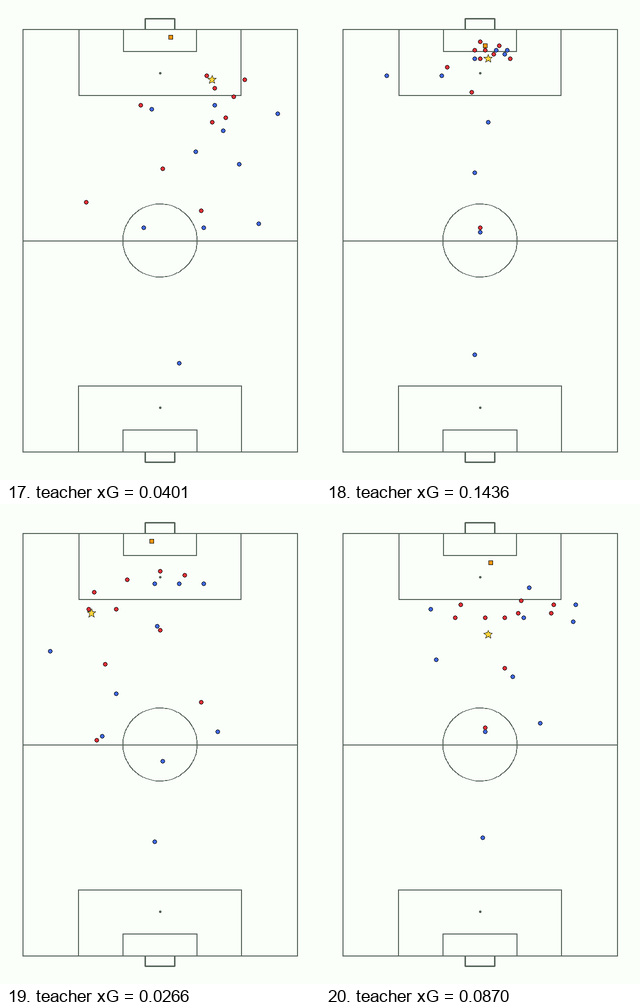 17. teacher xG = 0.0401
18. teacher xG = 0.1436
19. teacher xG = 0.0266
20. teacher xG = 0.0870